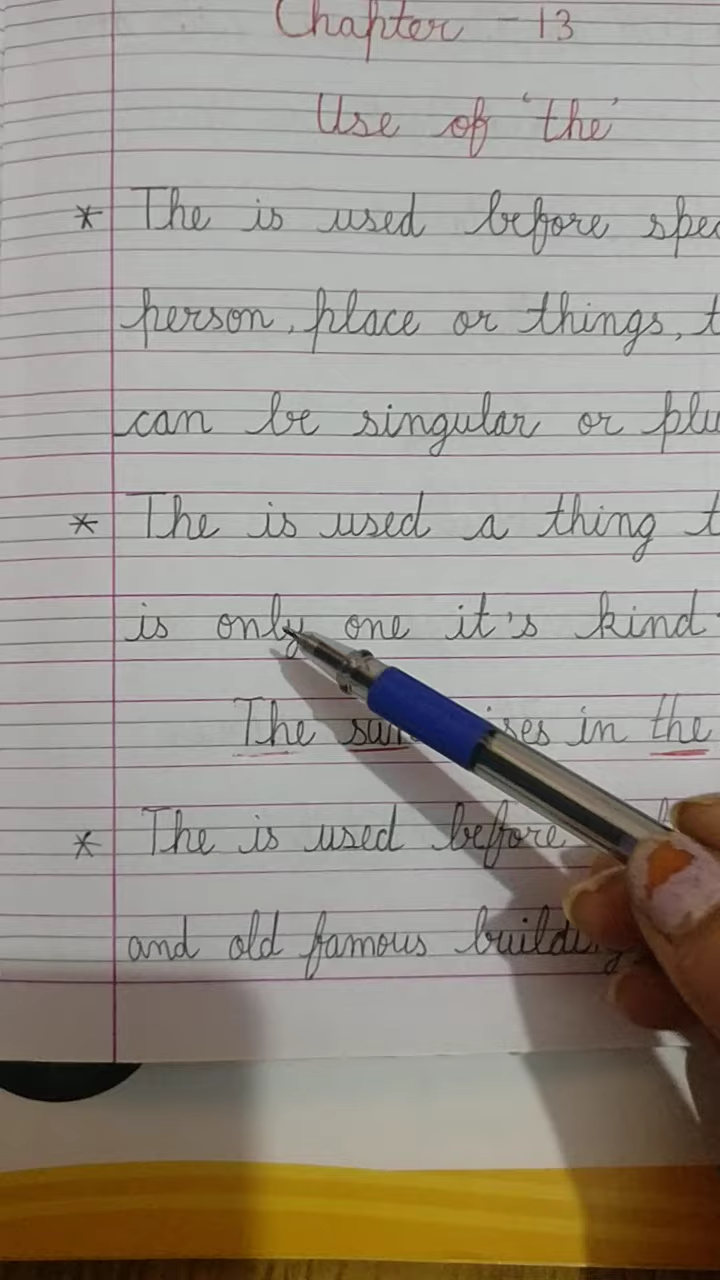 Chapter - 13
Use of 'the'
* The is used before spec
person, place or things, t
can be singular or plu
* The is used a thing t
is only one it's kind
The sun ises in the
* The is used before
and old famous buildi